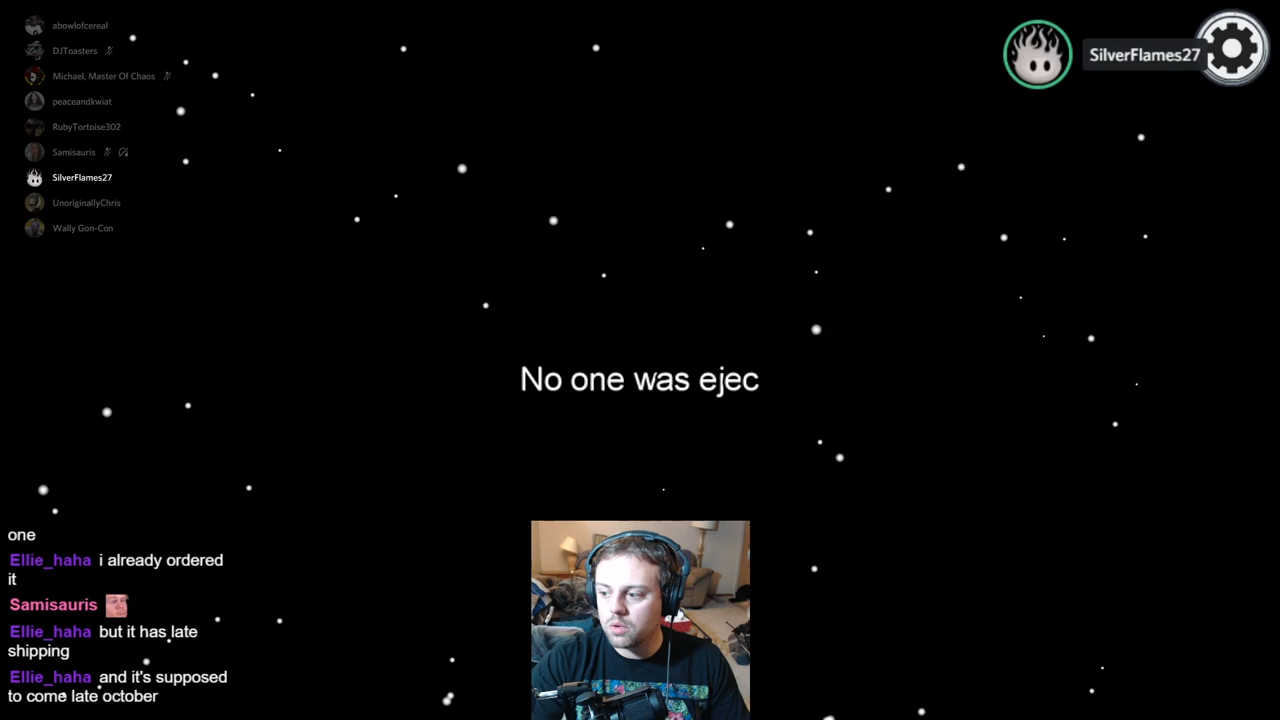 abowlofcereal
DJToasters
Michael, Master Of Chaos
peaceandkwiat
RubyTortoise302
Samisauris
SilverFlames27
UnoriginallyChris
Wally Gon-Con
SilverFlames27
No one was ejec
one
Ellie_haha i already ordered
it
Samisauris
Ellie_haha but it has late
shipping
Ellie_haha and it's supposed
to come late october